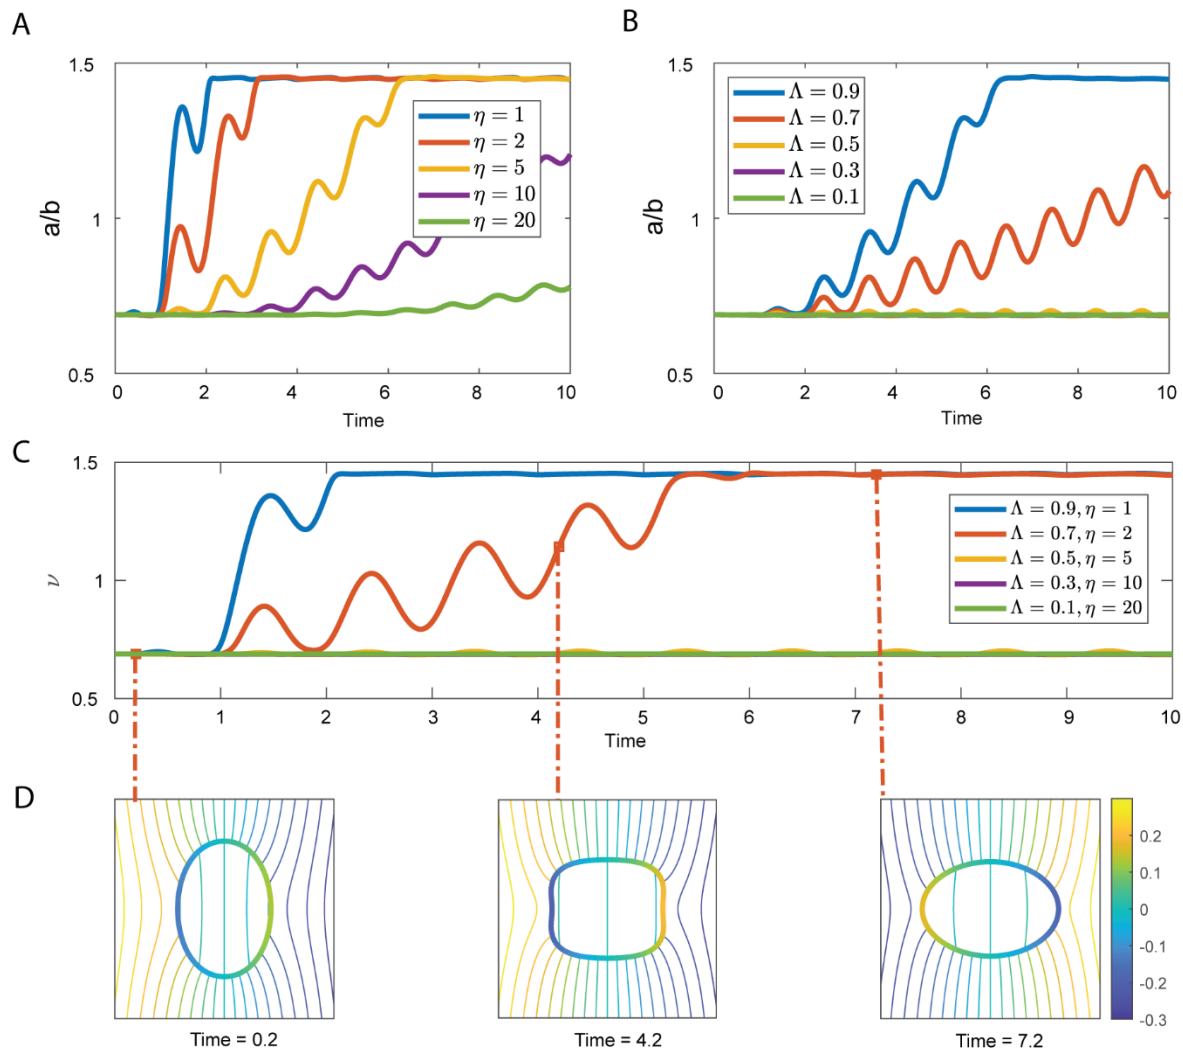 A
B
1.5
1
0.5
a/b
η = 1
η = 2
η = 5
η = 10
η = 20
0 2 4 6 8 10
Time
1.5
1
0.5
a/b
Λ = 0.9
Λ = 0.7
Λ = 0.5
Λ = 0.3
Λ = 0.1
0 2 4 6 8 10
Time
C
1.5
1
0.5
ν
Λ = 0.9, η = 1
Λ = 0.7, η = 2
Λ = 0.5, η = 5
Λ = 0.3, η = 10
Λ = 0.1, η = 20
0 1 2 3 4 5 6 7 8 9 10
Time
D
0.2
0.1
0
-0.1
-0.2
-0.3
Time = 0.2
Time = 4.2
Time = 7.2